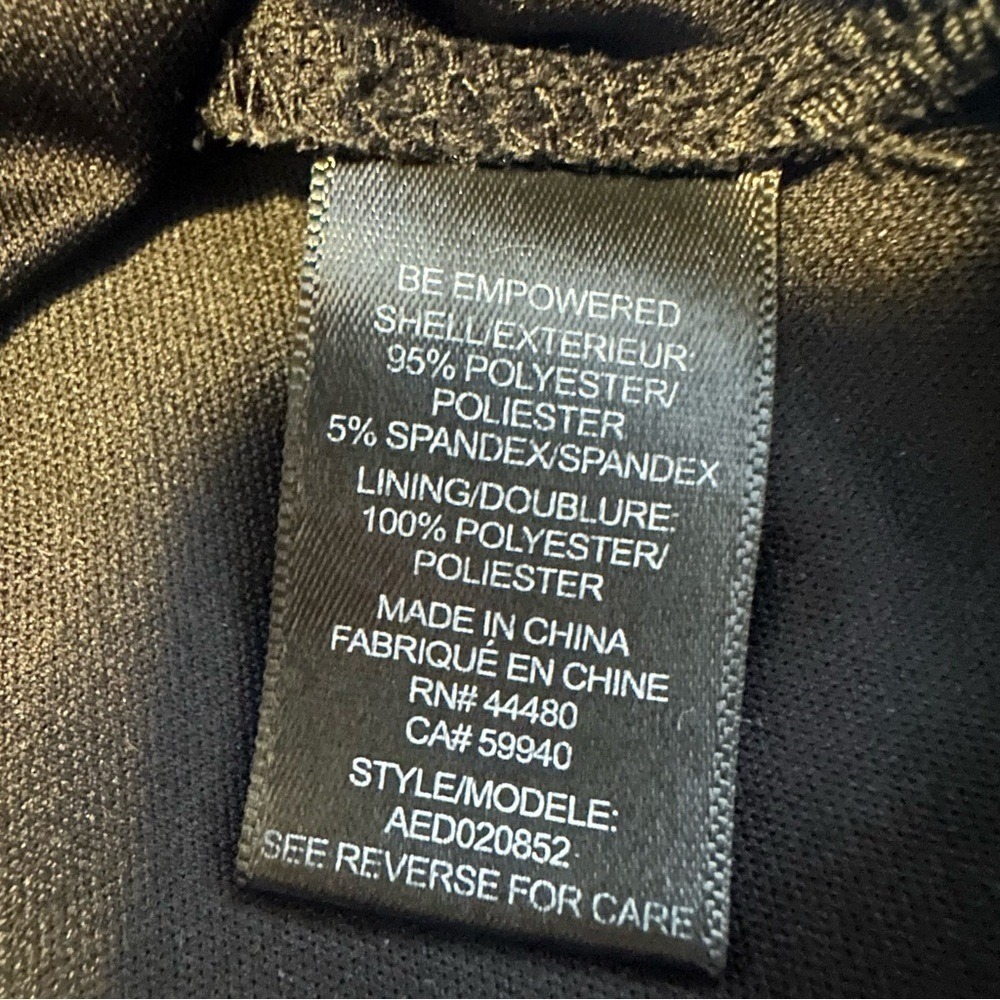 BE EMPOWERED
SHELL/EXTERIEUR:
95% POLYESTER/
POLIESTER
5% SPANDEX/SPANDEX
LINING/DOUBLURE:
100% POLYESTER/
POLIESTER
MADE IN CHINA
FABRIQUÉ EN CHINE
RN# 44480
CA# 59940
STYLE/MODELE:
AED020852
SEE REVERSE FOR CARE